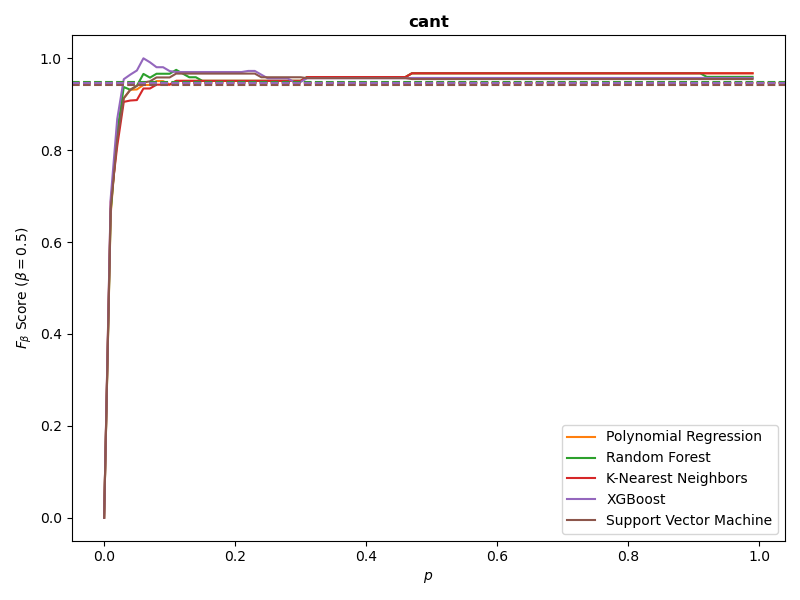 cant
1.0
0.8
0.6
0.4
0.2
0.0
F_β Score (β = 0.5)
Polynomial Regression
Random Forest
K-Nearest Neighbors
XGBoost
Support Vector Machine
0.0 0.2 0.4 0.6 0.8 1.0
p